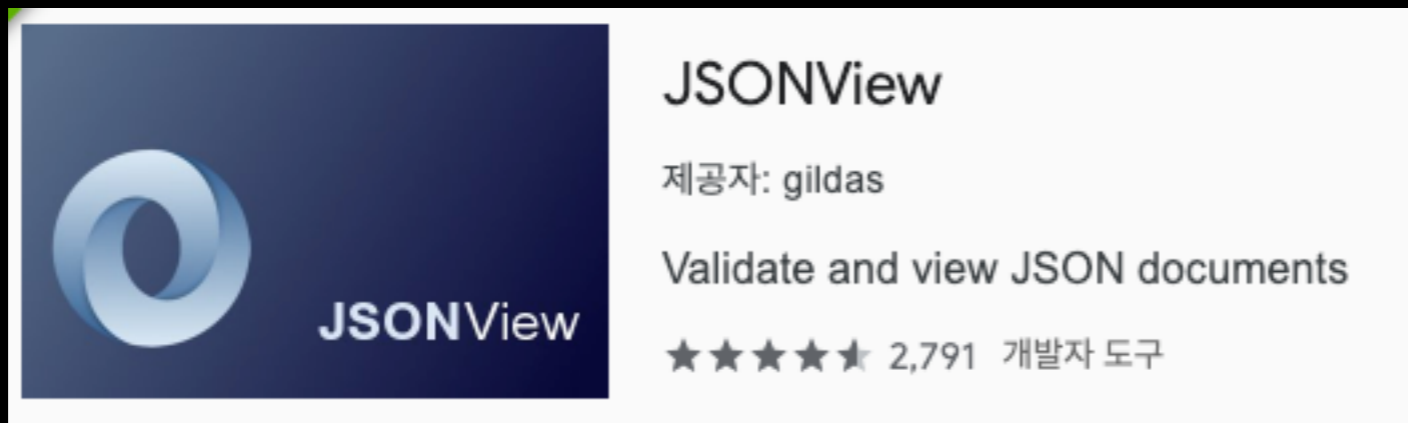 JSONView
JSONView
제공자: gildas
Validate and view JSON documents
2,791 개발자 도구